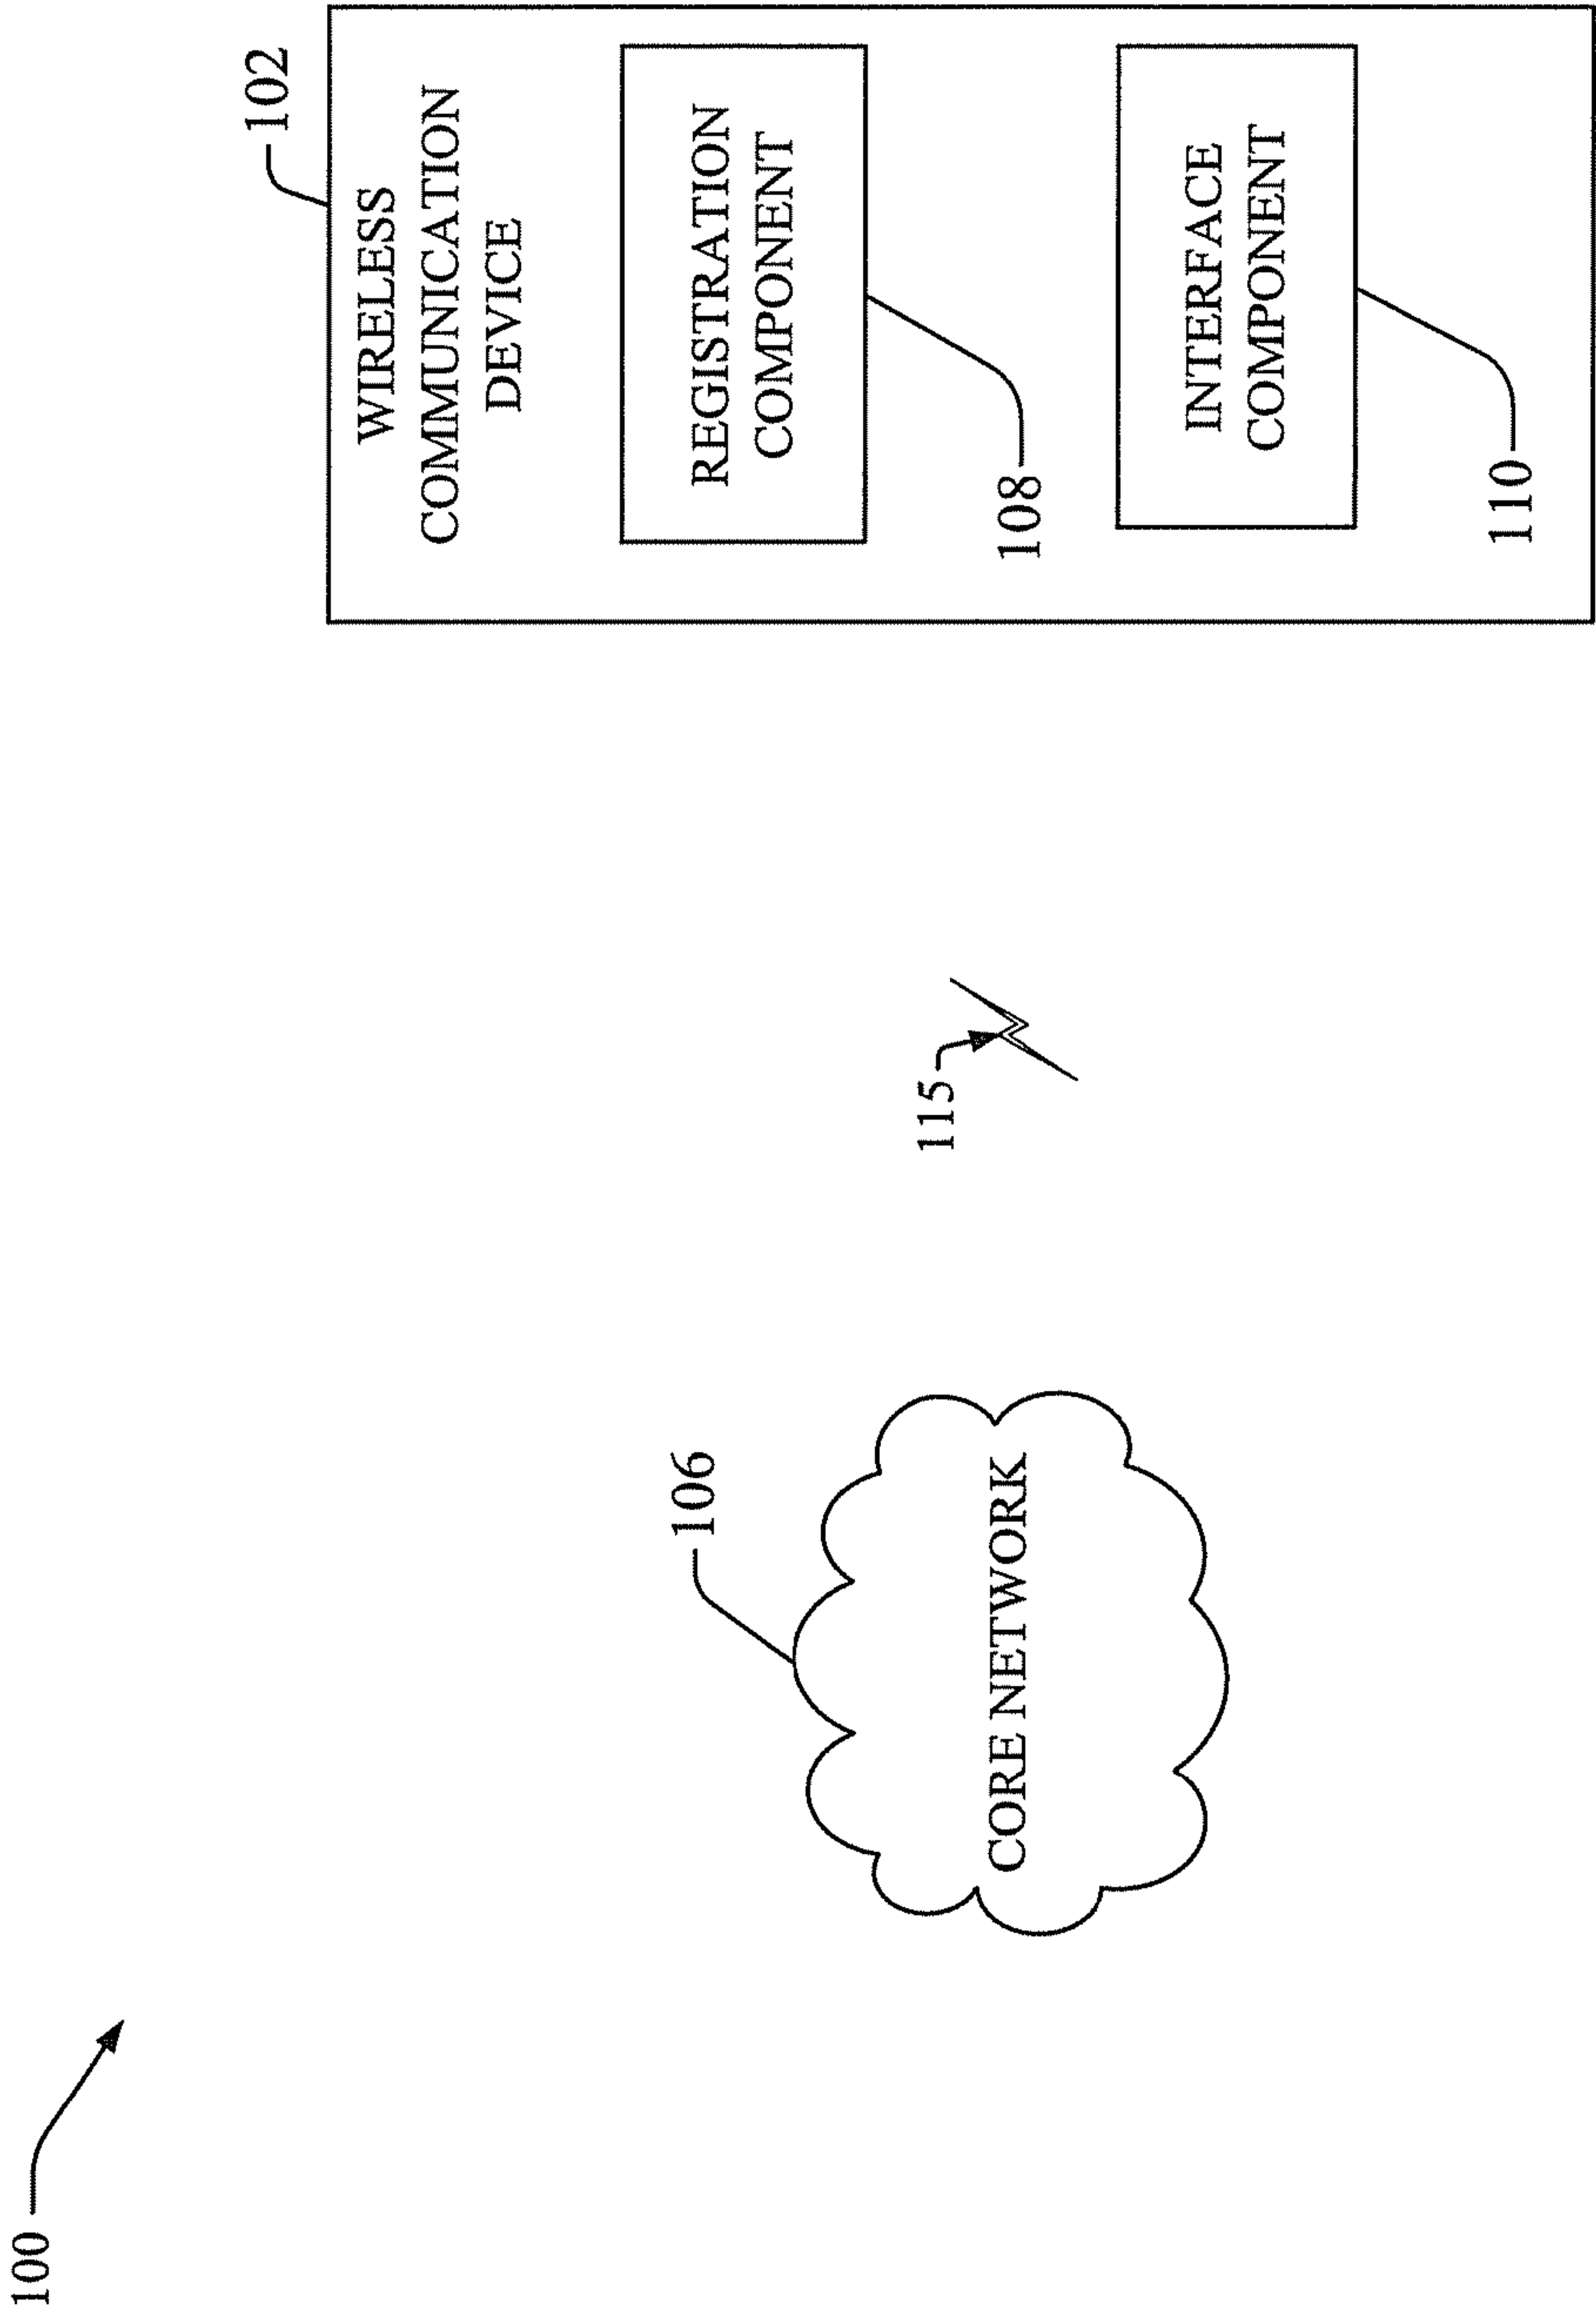 100
102
WIRELESS
COMMUNICATION
DEVICE
106
REGISTRATION
COMPONENT
115
CORE NETWORK
108
INTERFACE
COMPONENT
110